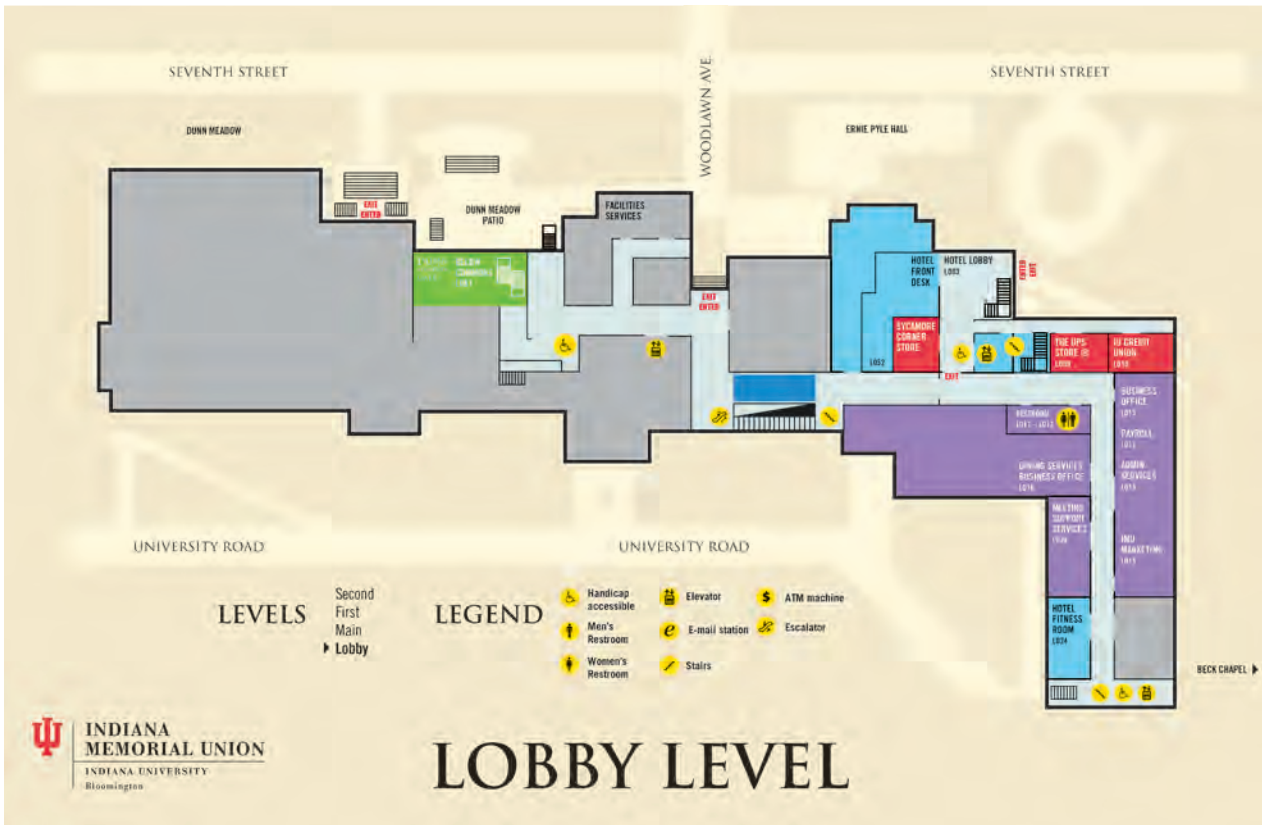 SEVENTH STREET
WOODLAWN AVE.
SEVENTH STREET
DUNN MEADOW
ERNIE PYLE HALL
EXIT
ENTER
DUNN MEADOW
PATIO
FACILITIES
SERVICES
HOTEL
FRONT
DESK
HOTEL LOBBY
L003
ENTER
EXIT
EXIT
ENTER
SYCAMORE
CORNER
STORE
L052
THE UPS
STORE
IU CREDIT
UNION
EXIT
BUSINESS
OFFICE
PAYROLL
ADMIN
SERVICES
DINING SERVICES
BUSINESS OFFICE
MEETING
SUPPORT
SERVICES
IMU
MARKETING
HOTEL
FITNESS
ROOM
L024
BECK CHAPEL
UNIVERSITY ROAD
UNIVERSITY ROAD
LEVELS
Second
First
Main
Lobby
LEGEND
Handicap
accessible
Men's
Restroom
Women's
Restroom
Elevator
e E-mail station
Stairs
$ ATM machine
Escalator
INDIANA
MEMORIAL UNION
INDIANA UNIVERSITY
Bloomington
LOBBY LEVEL